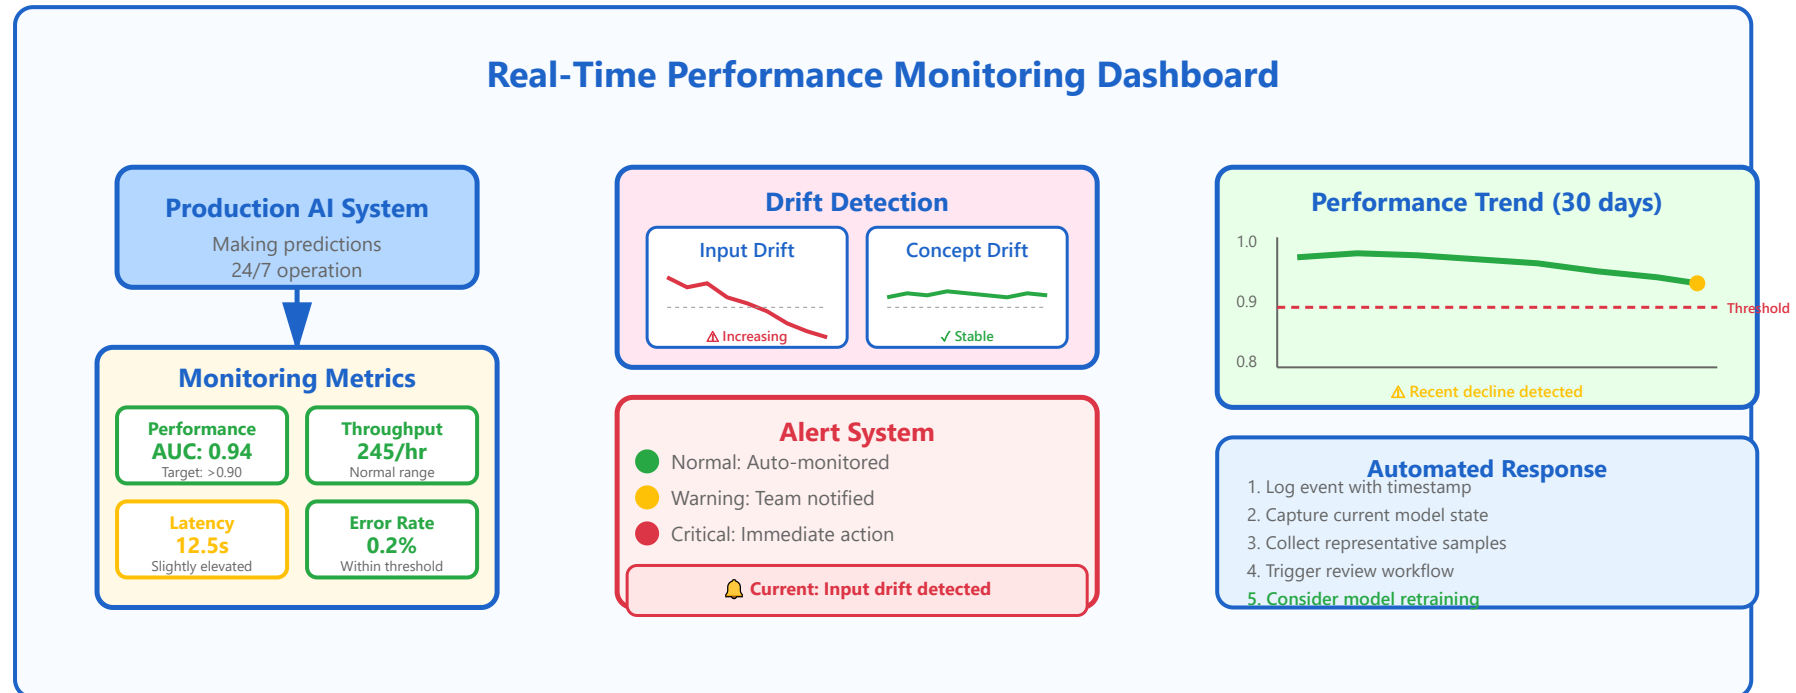 Real-Time Performance Monitoring Dashboard
Production AI System
Making predictions
24/7 operation
Monitoring Metrics
Performance
AUC: 0.94
Target: >0.90
Throughput
245/hr
Normal range
Latency
12.5s
Slightly elevated
Error Rate
0.2%
Within threshold
Drift Detection
Input Drift
⚠ Increasing
Concept Drift
✓ Stable
Alert System
Normal: Auto-monitored
Warning: Team notified
Critical: Immediate action
🔔 Current: Input drift detected
Performance Trend (30 days)
1.0
0.9
0.8
Threshold
⚠ Recent decline detected
Automated Response
1. Log event with timestamp
2. Capture current model state
3. Collect representative samples
4. Trigger review workflow
5. Consider model retraining